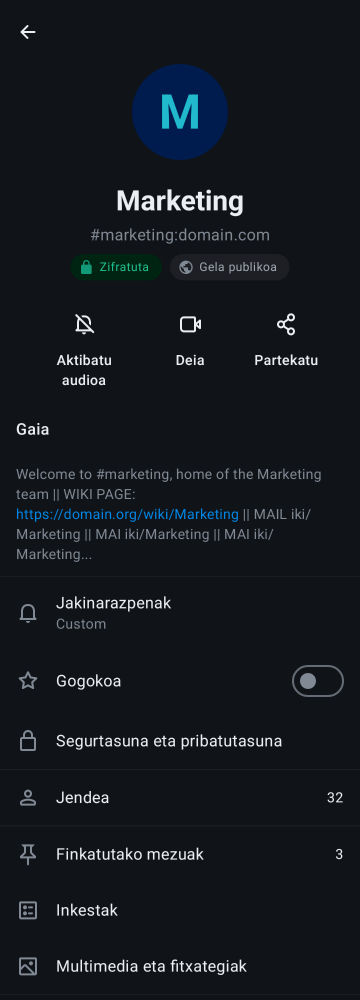 M
Marketing
#marketing:domain.com
Zifratuta Gela publikoa
Aktibatu audioa
Deia
Partekatu
Gaia
Welcome to #marketing, home of the Marketing
team || WIKI PAGE:
https://domain.org/wiki/Marketing || MAIL iki/
Marketing || MAI iki/Marketing || MAI iki/
Marketing...
Jakinarazpenak
Custom
Gogokoa
Segurtasuna eta pribatutasuna
Jendea 32
Finkatutako mezuak 3
Inkestak
Multimedia eta fitxategiak